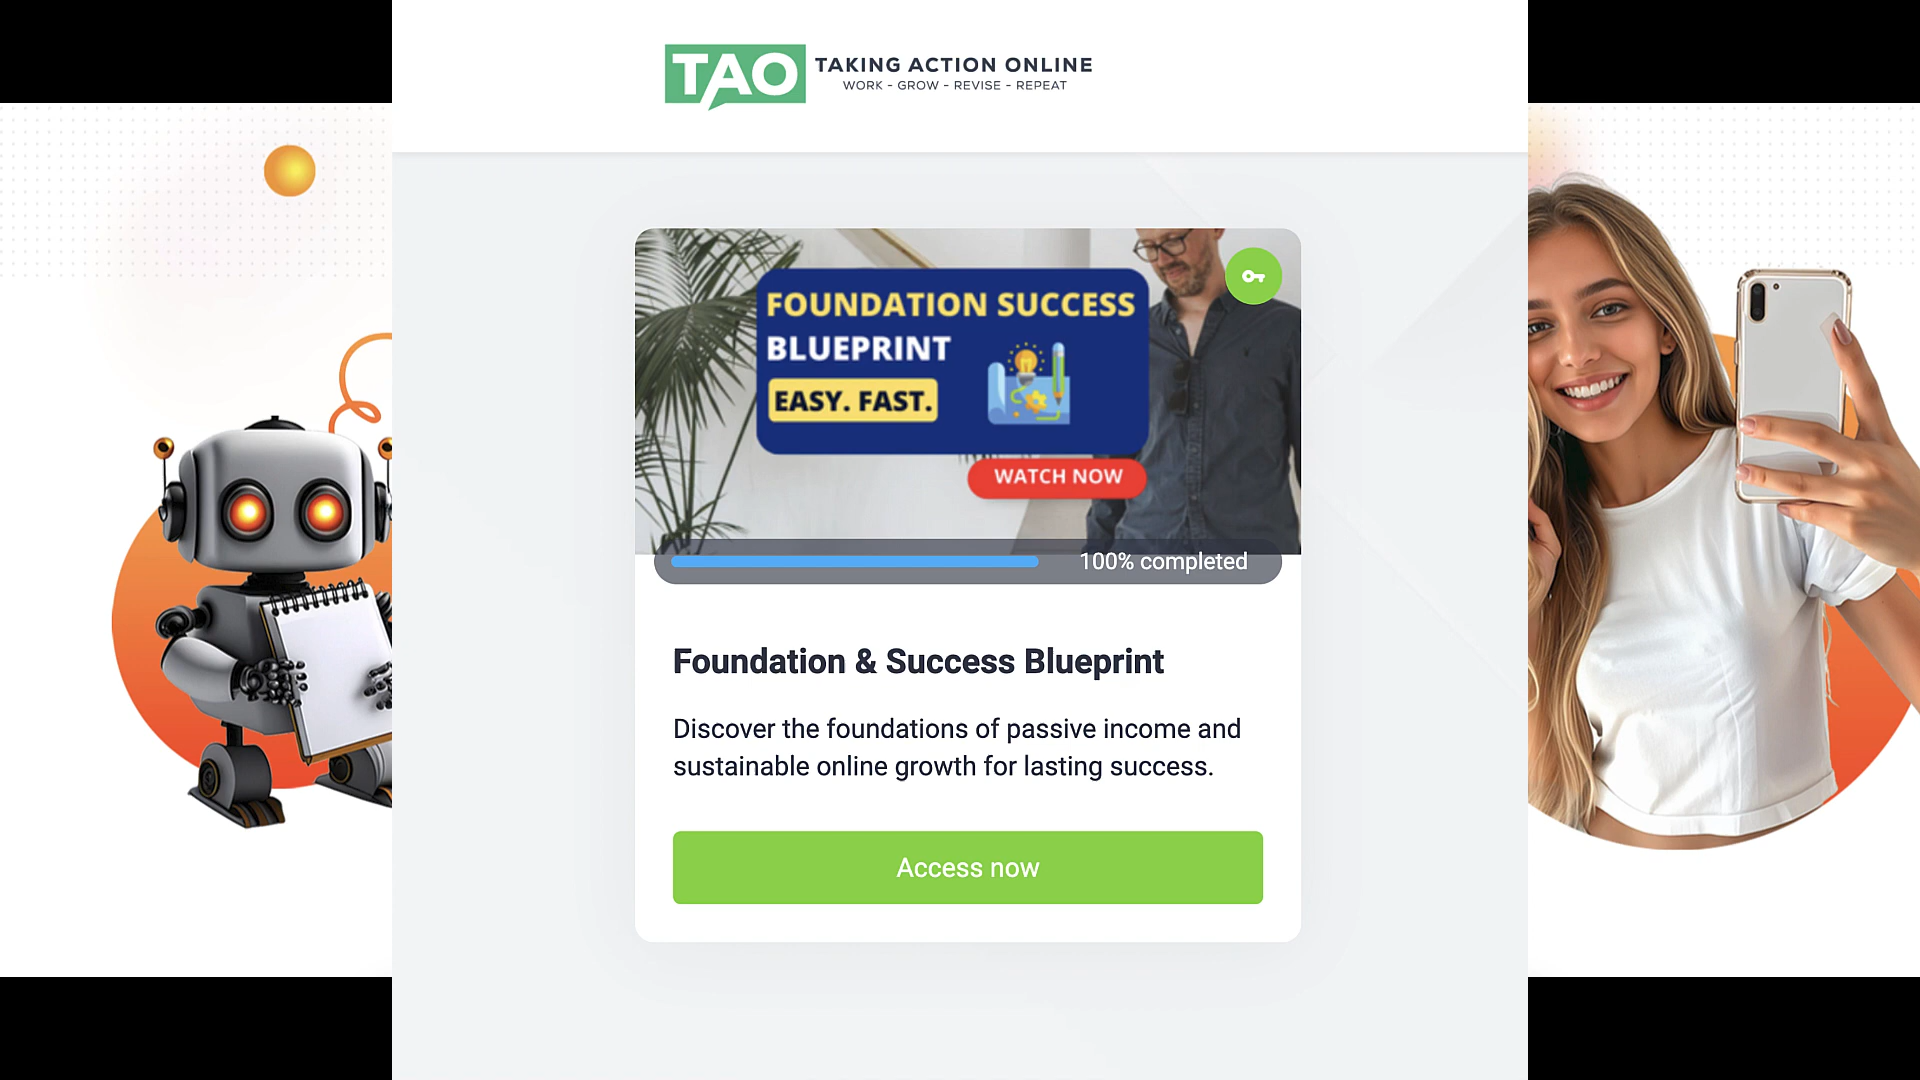 TAO
TAKING ACTION ONLINE
WORK - GROW - REVISE - REPEAT
FOUNDATION SUCCESS
BLUEPRINT
EASY. FAST.
WATCH NOW
100% completed
Foundation & Success Blueprint
Discover the foundations of passive income and
sustainable online growth for lasting success.
Access now